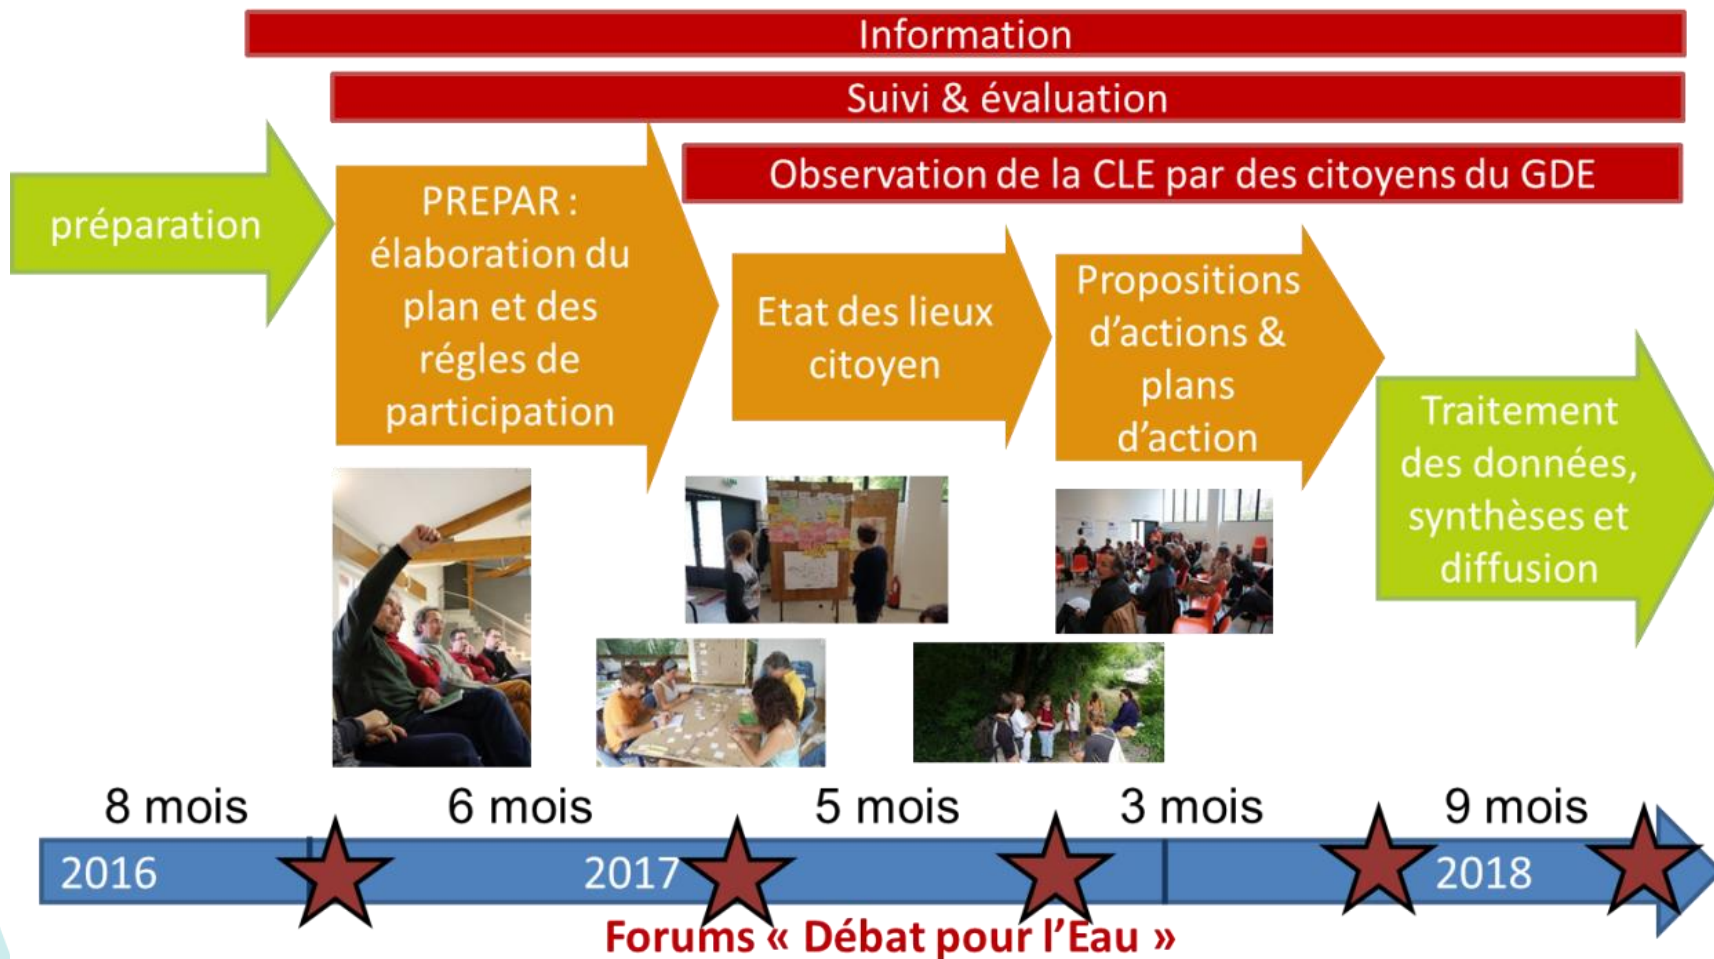 Information
Suivi & évaluation
Observation de la CLE par des citoyens du GDE
préparation
PREPAR :
élaboration du
plan et des
régles de
participation
Etat des lieux
citoyen
Propositions
d'actions &
plans
d'action
Traitement
des données,
synthèses et
diffusion
8 mois
6 mois
5 mois
3 mois
9 mois
2016
2017
2018
Forums « Débat pour l'Eau »